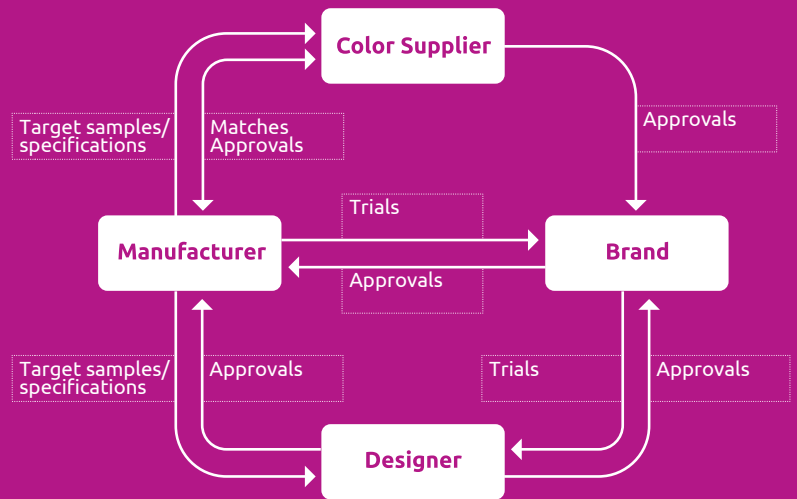 Color Supplier
Target samples/
specifications
Matches
Approvals
Approvals
Trials
Manufacturer
Brand
Approvals
Target samples/
specifications
Approvals
Trials
Approvals
Designer